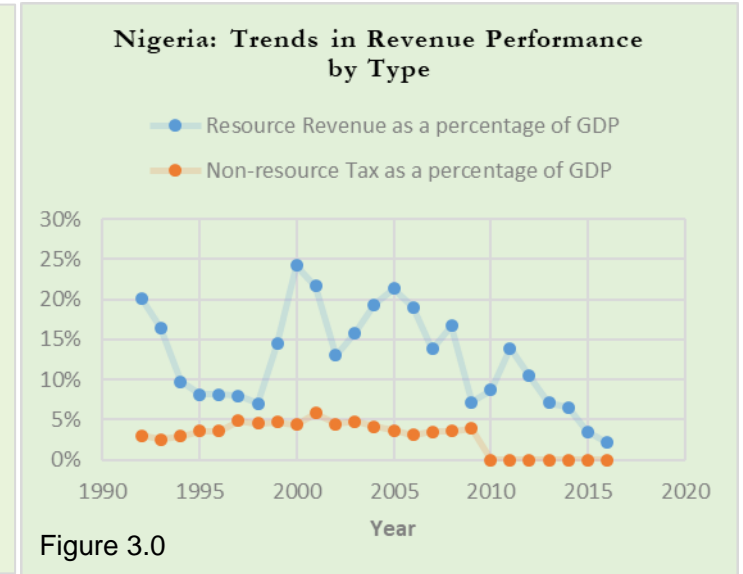 Nigeria: Trends in Revenue Performance
by Type
Resource Revenue as a percentage of GDP
Non-resource Tax as a percentage of GDP
30%
25%
20%
15%
10%
5%
0%
1990 1995 2000 2005 2010 2015 2020
Year
Figure 3.0